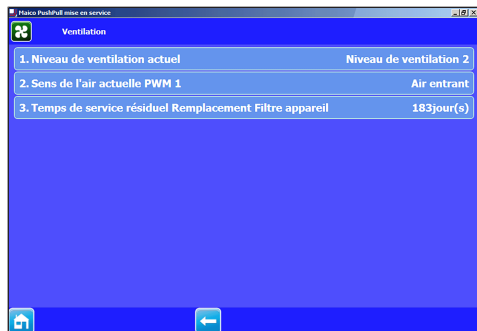 Maico PushPull mise en service
Ventilation
1. Niveau de ventilation actuel Niveau de ventilation 2
2. Sens de l'air actuelle PWM 1 Air entrant
3. Temps de service résiduel Remplacement Filtre appareil 183jour(s)